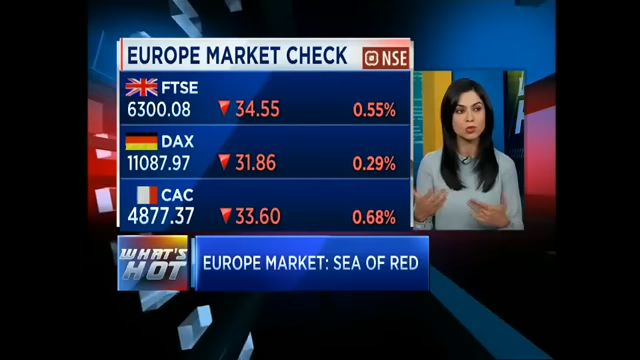 EUROPE MARKET CHECK NSE
FTSE
6300.08 ▼ 34.55 0.55%
DAX
11087.97 ▼ 31.86 0.29%
CAC
4877.37 ▼ 33.60 0.68%
WHAT'S
HOT
EUROPE MARKET: SEA OF RED